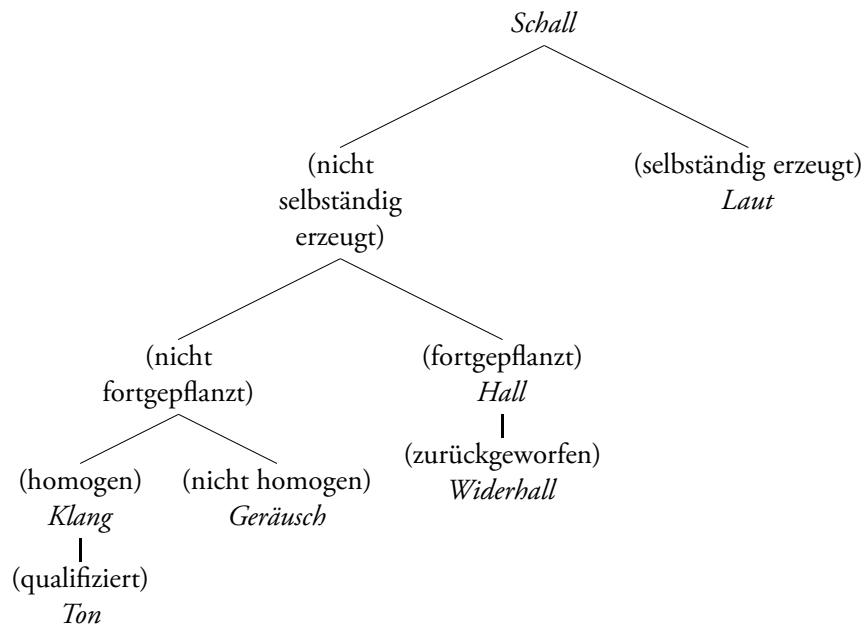 Schall
(nicht
selbständig
erzeugt)
(selbständig erzeugt)
Laut
(nicht
fortgepflanzt)
(fortgepflanzt)
Hall
(zurückgeworfen)
Widerhall
(homogen)
Klang
(nicht homogen)
Geräusch
(qualifiziert)
Ton